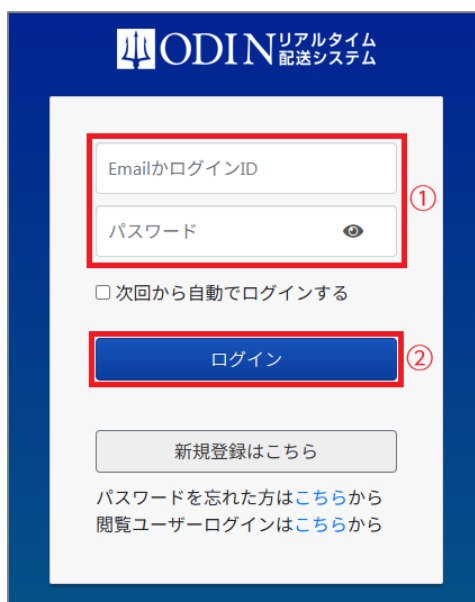 ODIN リアルタイム
配送システム
EmailかログインID
①
パスワード
次回から自動でログインする
ログイン
②
新規登録はこちら
パスワードを忘れた方はこちらから
閲覧ユーザーログインはこちらから